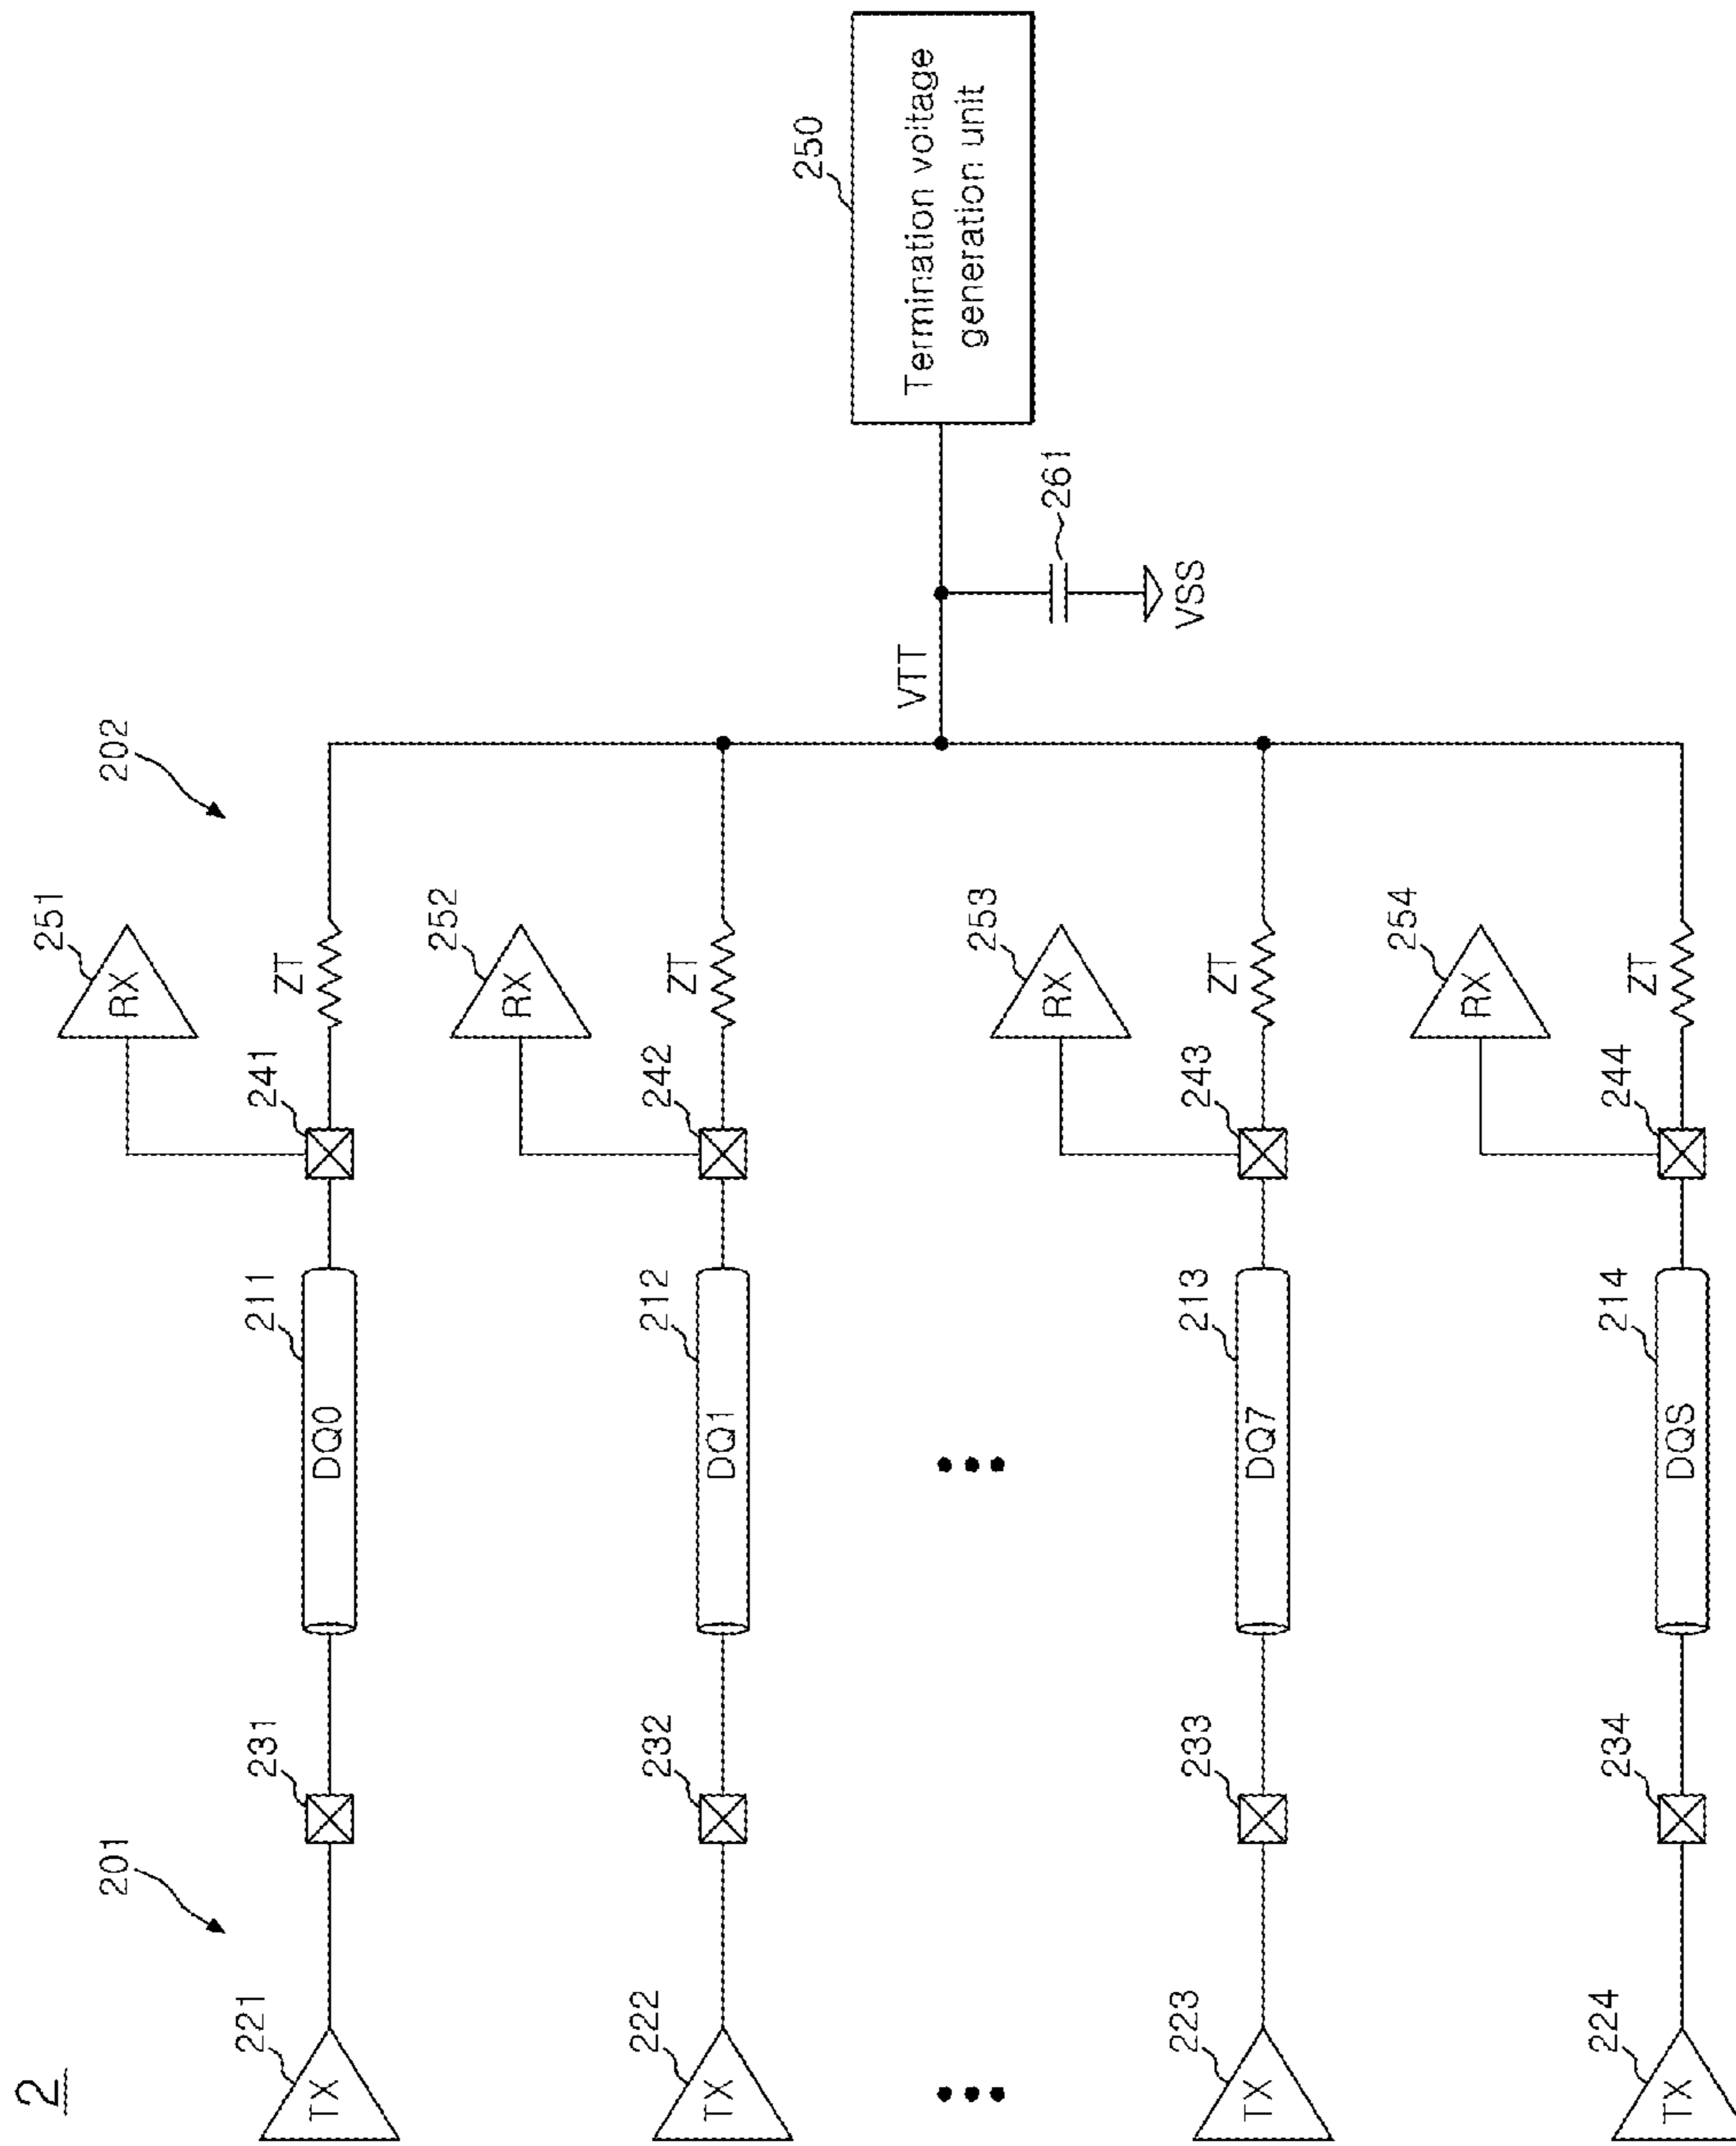 2
201
202
221
TX
231
211
DQ0
241
251
RX
ZT
222
TX
232
212
DQ1
242
252
RX
ZT
VTT
250
Termination voltage
generation unit
261
VSS
223
TX
233
213
DQ7
243
253
RX
ZT
224
TX
234
214
DQS
244
254
RX
ZT